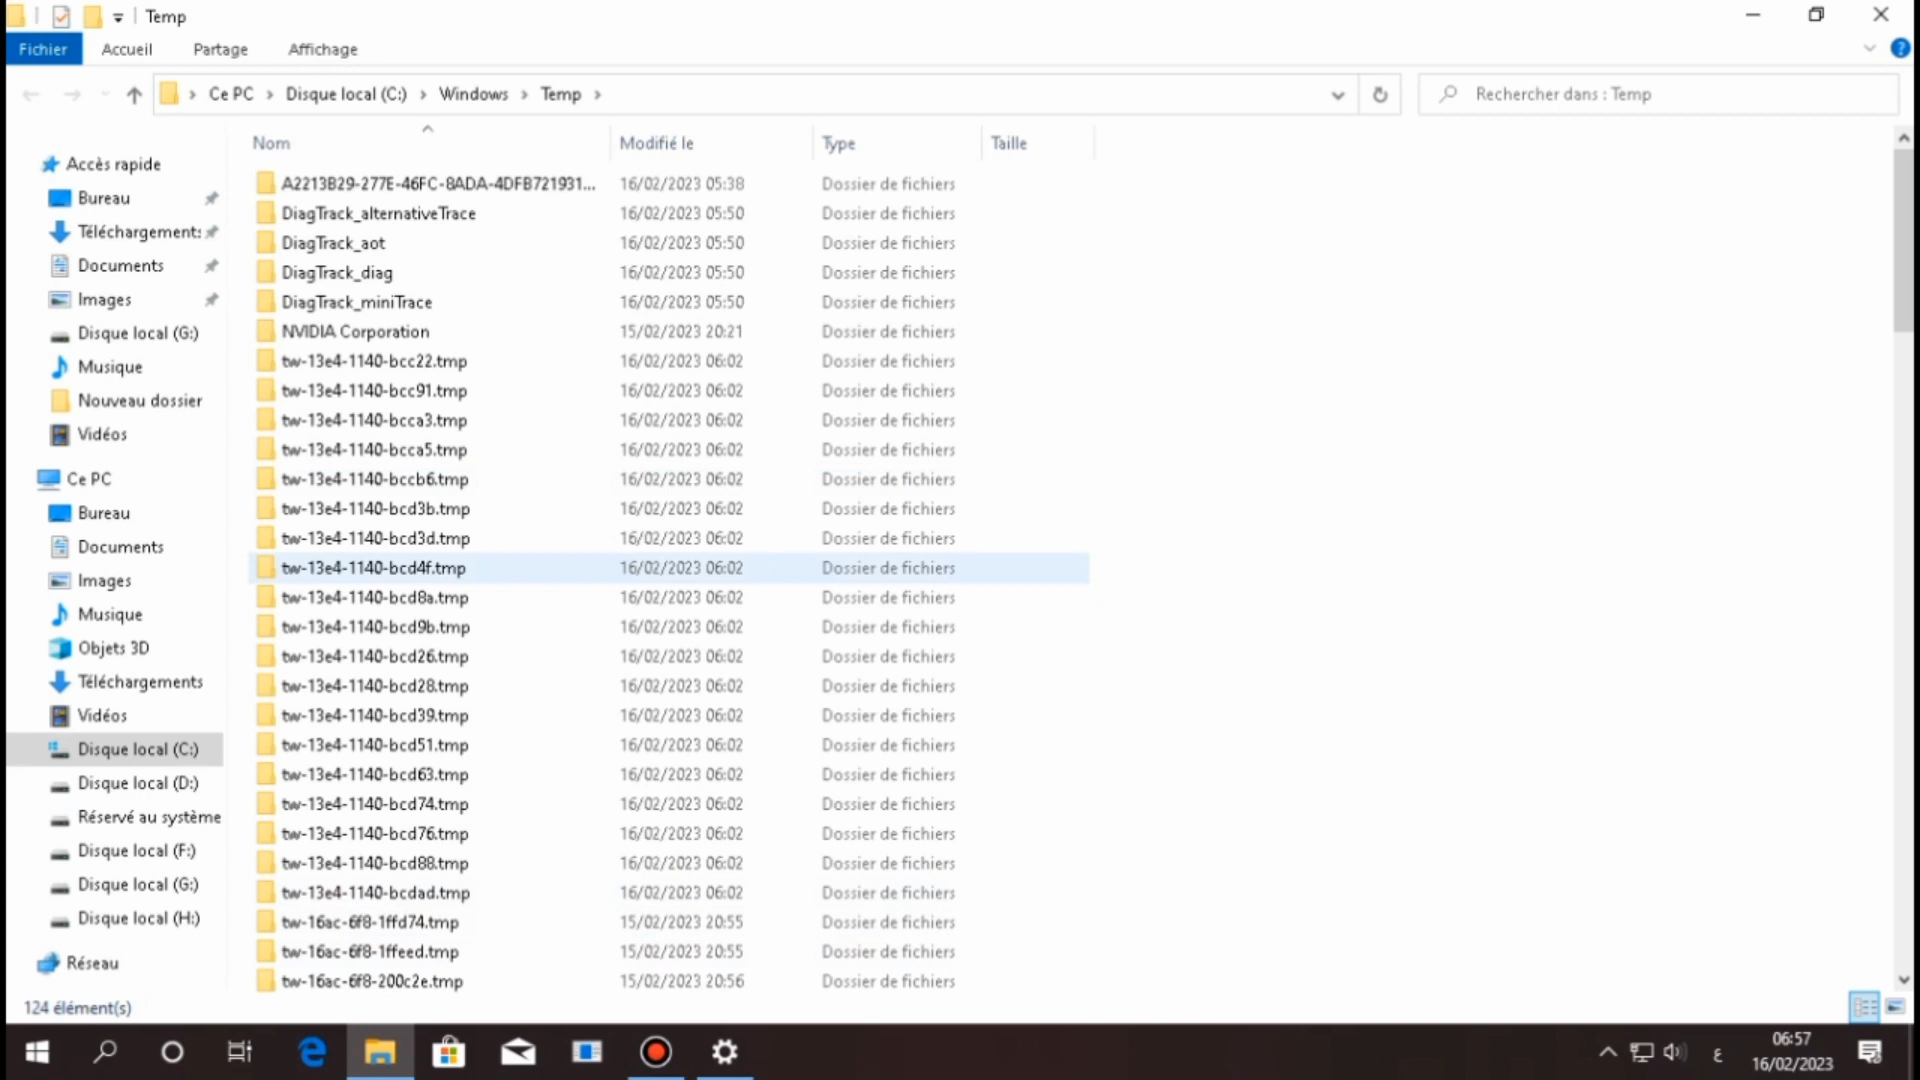 Temp
Fichier Accueil Partage Affichage
Ce PC Disque local (C:) Windows Temp
Rechercher dans : Temp
Nom Modifié le Type Taille
Accès rapide
Bureau
Téléchargements
Documents
Images
Disque local (G:)
Musique
Nouveau dossier
Vidéos
Ce PC
Bureau
Documents
Images
Musique
Objets 3D
Téléchargements
Vidéos
Disque local (C:)
Disque local (D:)
Réservé au système
Disque local (F:)
Disque local (G:)
Disque local (H:)
Réseau
A2213B29-277E-46FC-8ADA-4DFB721931... 16/02/2023 05:38 Dossier de fichiers
DiagTrack_alternativeTrace 16/02/2023 05:50 Dossier de fichiers
DiagTrack_aot 16/02/2023 05:50 Dossier de fichiers
DiagTrack_diag 16/02/2023 05:50 Dossier de fichiers
DiagTrack_miniTrace 16/02/2023 05:50 Dossier de fichiers
NVIDIA Corporation 15/02/2023 20:21 Dossier de fichiers
tw-13e4-1140-bcc22.tmp 16/02/2023 06:02 Dossier de fichiers
tw-13e4-1140-bcc91.tmp 16/02/2023 06:02 Dossier de fichiers
tw-13e4-1140-bcca3.tmp 16/02/2023 06:02 Dossier de fichiers
tw-13e4-1140-bcca5.tmp 16/02/2023 06:02 Dossier de fichiers
tw-13e4-1140-bccb6.tmp 16/02/2023 06:02 Dossier de fichiers
tw-13e4-1140-bcd3b.tmp 16/02/2023 06:02 Dossier de fichiers
tw-13e4-1140-bcd3d.tmp 16/02/2023 06:02 Dossier de fichiers
tw-13e4-1140-bcd4f.tmp 16/02/2023 06:02 Dossier de fichiers
tw-13e4-1140-bcd8a.tmp 16/02/2023 06:02 Dossier de fichiers
tw-13e4-1140-bcd9b.tmp 16/02/2023 06:02 Dossier de fichiers
tw-13e4-1140-bcd26.tmp 16/02/2023 06:02 Dossier de fichiers
tw-13e4-1140-bcd28.tmp 16/02/2023 06:02 Dossier de fichiers
tw-13e4-1140-bcd39.tmp 16/02/2023 06:02 Dossier de fichiers
tw-13e4-1140-bcd51.tmp 16/02/2023 06:02 Dossier de fichiers
tw-13e4-1140-bcd63.tmp 16/02/2023 06:02 Dossier de fichiers
tw-13e4-1140-bcd74.tmp 16/02/2023 06:02 Dossier de fichiers
tw-13e4-1140-bcd76.tmp 16/02/2023 06:02 Dossier de fichiers
tw-13e4-1140-bcd88.tmp 16/02/2023 06:02 Dossier de fichiers
tw-13e4-1140-bcdad.tmp 16/02/2023 06:02 Dossier de fichiers
tw-16ac-6f8-1ffd74.tmp 15/02/2023 20:55 Dossier de fichiers
tw-16ac-6f8-1ffeed.tmp 15/02/2023 20:55 Dossier de fichiers
tw-16ac-6f8-200c2e.tmp 15/02/2023 20:56 Dossier de fichiers
124 élément(s)
ع
06:57
16/02/2023